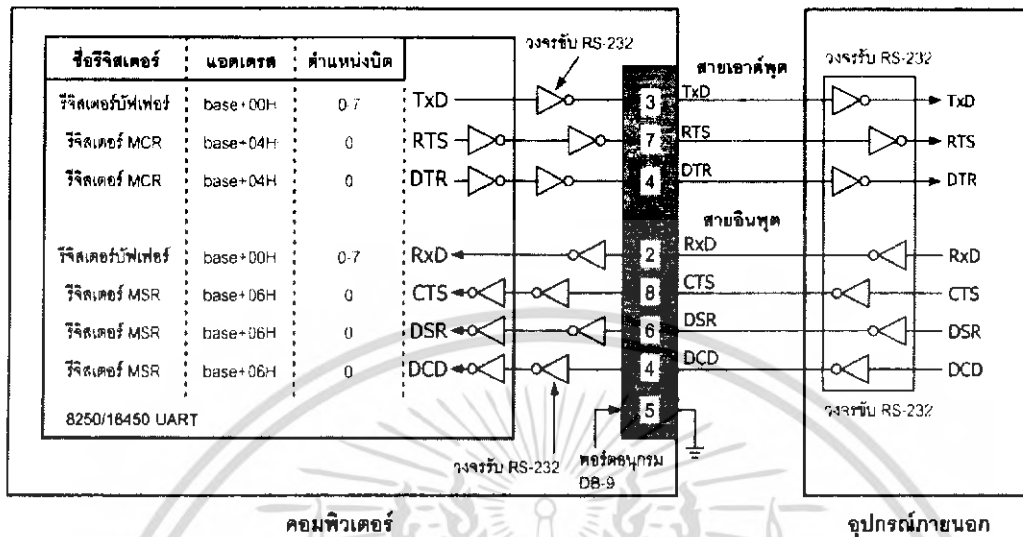 วงจรขับ RS-232
ชื่อรีจิสเตอร์ แอดเดรส ตำแหน่งบิต
สายเอาต์พุต
วงจรรับ RS-232
รีจิสเตอร์บัฟเฟอร์ base+00H 0-7 TxD 3 TxD TxD
รีจิสเตอร์ MCR base+04H 0 RTS 7 RTS RTS
รีจิสเตอร์ MCR base+04H 0 DTR 4 DTR DTR
สายอินพุต
รีจิสเตอร์บัฟเฟอร์ base+00H 0-7 RxD 2 RxD RxD
รีจิสเตอร์ MSR base+06H 0 CTS 8 CTS CTS
รีจิสเตอร์ MSR base+06H 0 DSR 6 DSR DSR
รีจิสเตอร์ MSR base+06H 0 DCD 4 DCD DCD
8250/16450 UART
5
วงจรขับ RS-232
วงจรรับ RS-232
พอร์ตอนุกรม
DB-9
คอมพิวเตอร์
อุปกรณ์ภายนอก